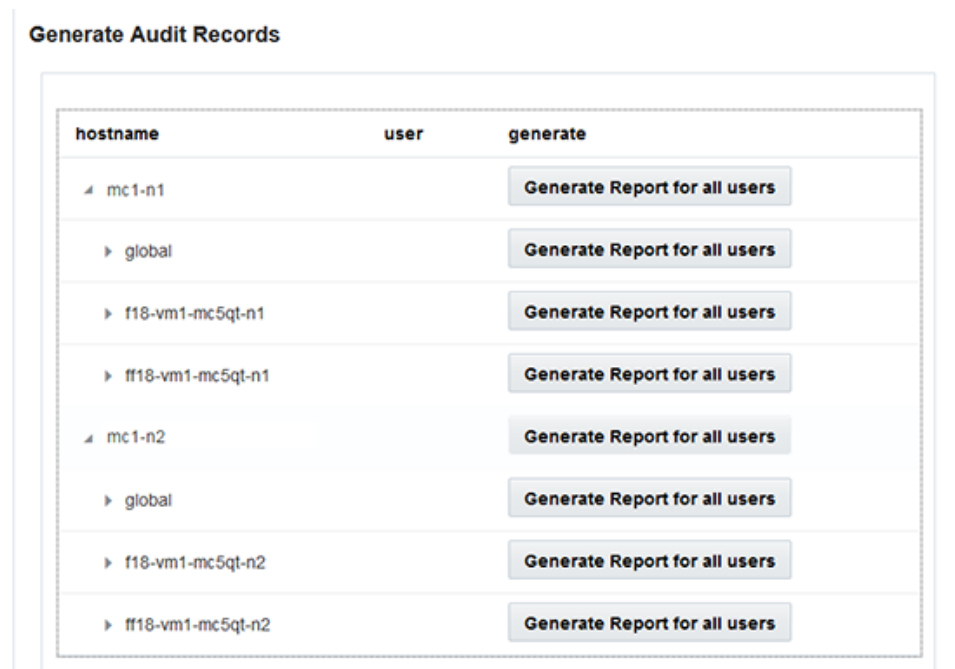 Generate Audit Records
hostname user generate
mc1-n1 Generate Report for all users
global Generate Report for all users
f18-vm1-mc5qt-n1 Generate Report for all users
ff18-vm1-mc5qt-n1 Generate Report for all users
mc1-n2 Generate Report for all users
global Generate Report for all users
f18-vm1-mc5qt-n2 Generate Report for all users
ff18-vm1-mc5qt-n2 Generate Report for all users